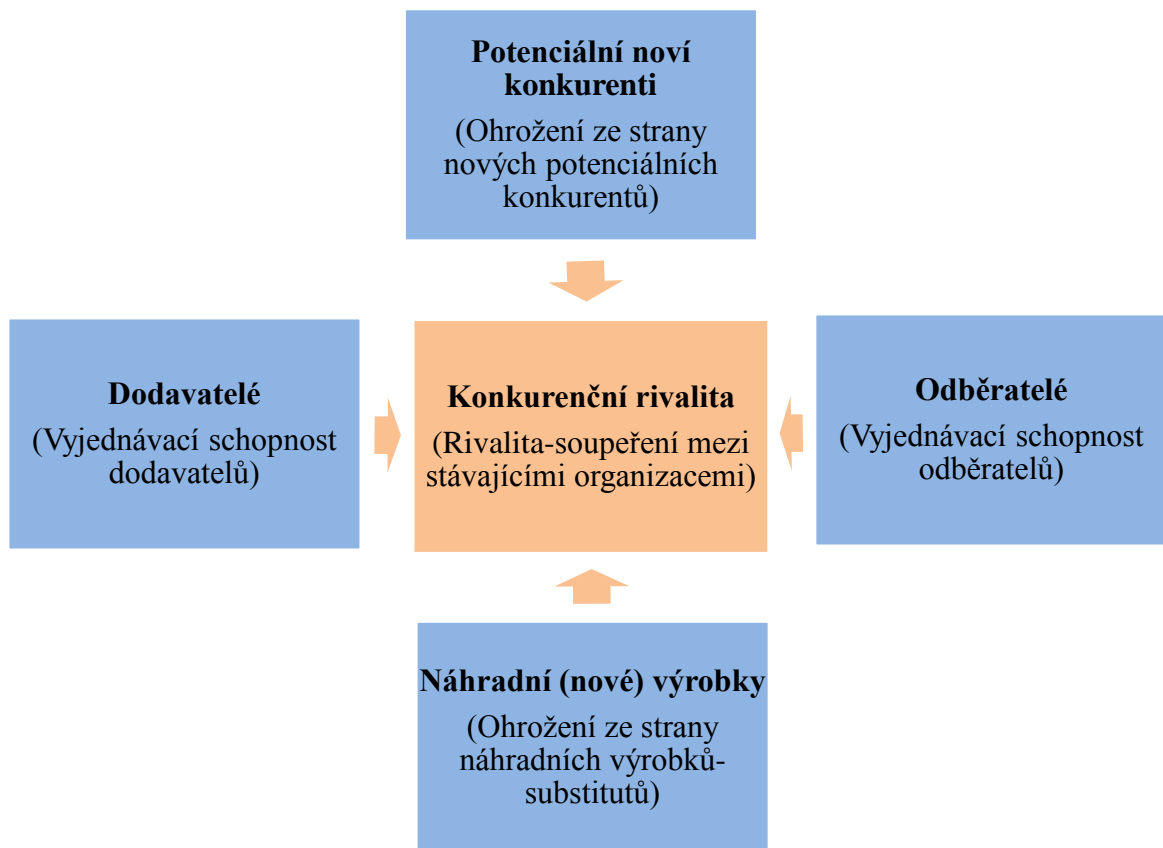 Potenciální noví
konkurenti
(Ohrožení ze strany
nových potenciálních
konkurentů)
Dodavatelé
(Vyjednávací schopnost
dodavatelů)
Konkurenční rivalita
(Rivalita-soupeření mezi
stávajícími organizacemi)
Odběratelé
(Vyjednávací schopnost
odběratelů)
Náhradní (nové) výrobky
(Ohrožení ze strany
náhradních výrobků-
substitutů)